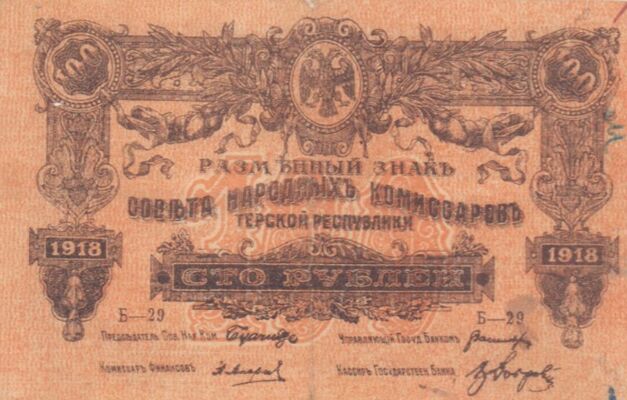 100 100
РАЗМѢННЫЙ ЗНАКЪ
СОВѢТА НАРОДНЫХЪ КОМИССАРОВЪ
ТЕРСКОЙ РЕСПУБЛИКИ
1918 1918
СТО РУБЛЕЙ
Б—29 Б—29
Предсѣдатель Сов. Нар. Ком. Управляющiй Госуд. Банкомъ
Комиссаръ Финансовъ Кассиръ Государствен. Банка